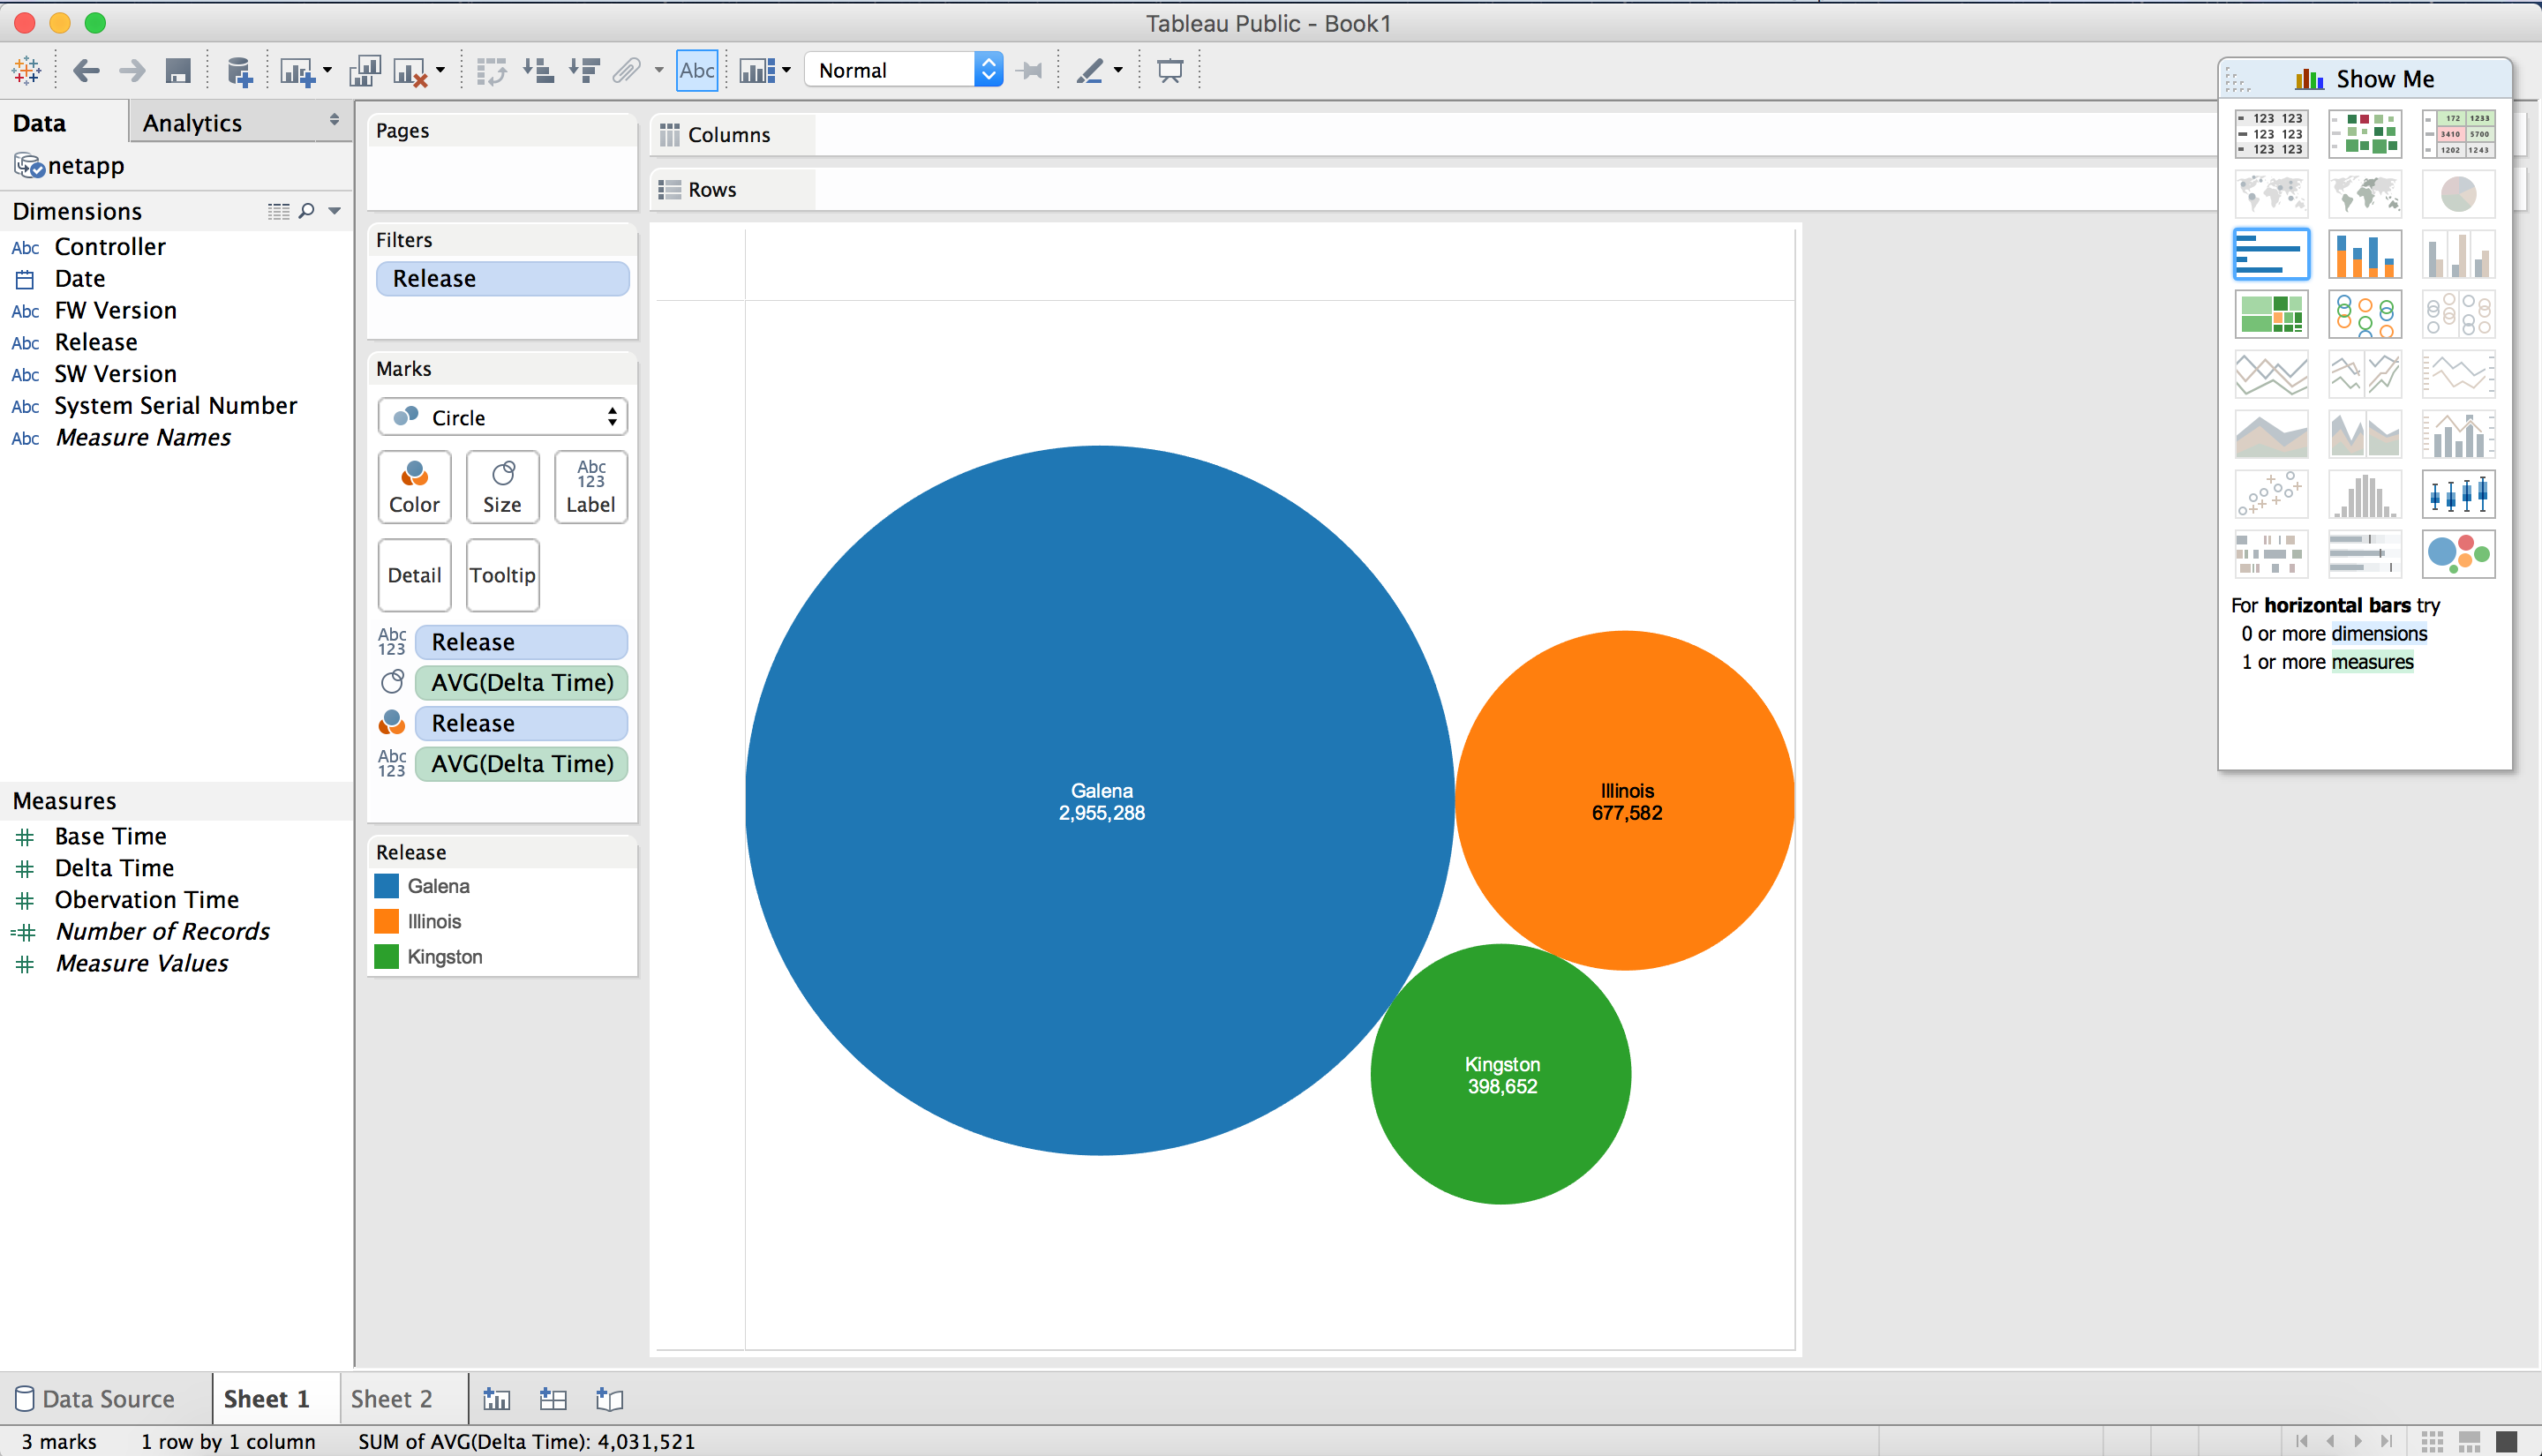 Tableau Public - Book1
Abc
Normal
Show Me
Data
Analytics
netapp
Dimensions
Abc Controller
Date
Abc FW Version
Abc Release
Abc SW Version
Abc System Serial Number
Abc Measure Names
Measures
Base Time
Delta Time
Obervation Time
Number of Records
Measure Values
Pages
Filters
Release
Marks
Circle
Color
Size
Abc
123
Label
Detail
Tooltip
Abc
123
Release
AVG(Delta Time)
Release
Abc
123
AVG(Delta Time)
Release
Galena
Illinois
Kingston
Columns
Rows
Galena
2,955,288
Illinois
677,582
Kingston
398,652
123 123
123 123
123 123
172 1233
3410 5700
1202 1243
For horizontal bars try
0 or more dimensions
1 or more measures
Data Source
Sheet 1
Sheet 2
3 marks
1 row by 1 column
SUM of AVG(Delta Time): 4,031,521